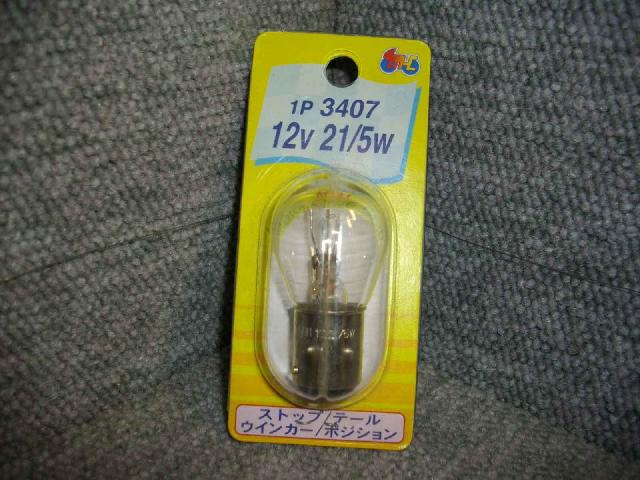 1P 3407
12V 21/5W
ストップ/テール
ウインカー/ポジション